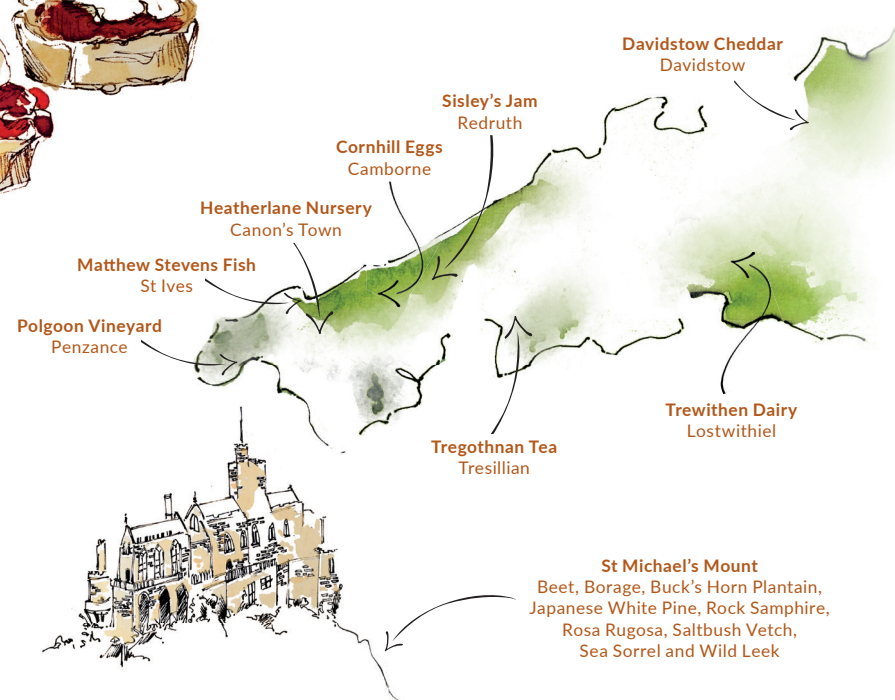 Davidstow Cheddar
Davidstow
Sisley's Jam
Redruth
Cornhill Eggs
Camborne
Heatherlane Nursery
Canon's Town
Matthew Stevens Fish
St Ives
Polgoon Vineyard
Penzance
Trewithen Dairy
Lostwithiel
Tregothnan Tea
Tresillian
St Michael's Mount
Beet, Borage, Buck's Horn Plantain,
Japanese White Pine, Rock Samphire,
Rosa Rugosa, Saltbush Vetch,
Sea Sorrel and Wild Leek